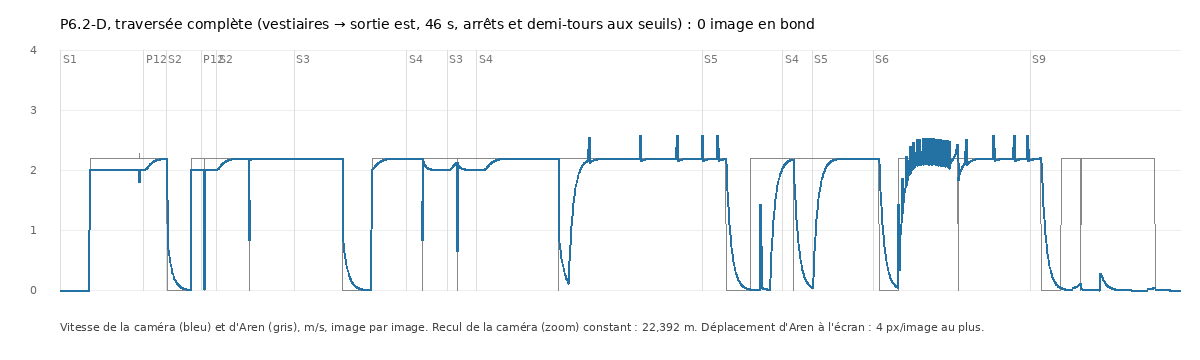 P6.2-D, traversée complète (vestiaires → sortie est, 46 s, arrêts et demi-tours aux seuils) : 0 image en bond
4
S1 P12 S2 P12 S2 S3 S4 S3 S4 S5 S4 S5 S6 S9
3
2
1
0
Vitesse de la caméra (bleu) et d'Aren (gris), m/s, image par image. Recul de la caméra (zoom) constant : 22,392 m. Déplacement d'Aren à l'écran : 4 px/image au plus.